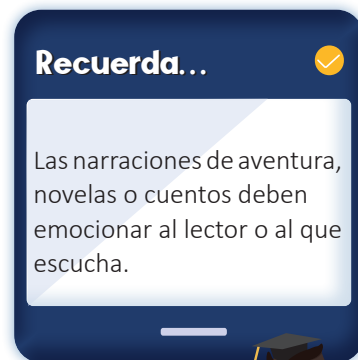 Recuerda...
Las narraciones de aventura,
novelas o cuentos deben
emocionar al lector o al que
escucha.